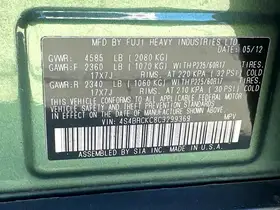 MFD BY FUJI HEAVY INDUSTRIES LTD. 05/12
GVWR: 4585 LB (2080 KG)
GAWR:F 2360 LB (1070 KG) WITH P225/60R17
17X7J RIMS, AT 220 KPA (32 PSI) COLD
GAWR:R 2340 LB (1060 KG) WITH P225/60R17
17X7J RIMS, AT 210 KPA (30 PSI) COLD
THIS VEHICLE CONFORMS TO ALL APPLICABLE
FEDERAL MOTOR VEHICLE SAFETY AND THEFT
PREVENTION STANDARDS IN EFFECT ON THE DATE
OF MANUFACTURE SHOWN ABOVE.
ASSEMBLED BY SIA, INC. IN U.S.A.
VIN: 4S4BRCKC8C3299369
TYPE: